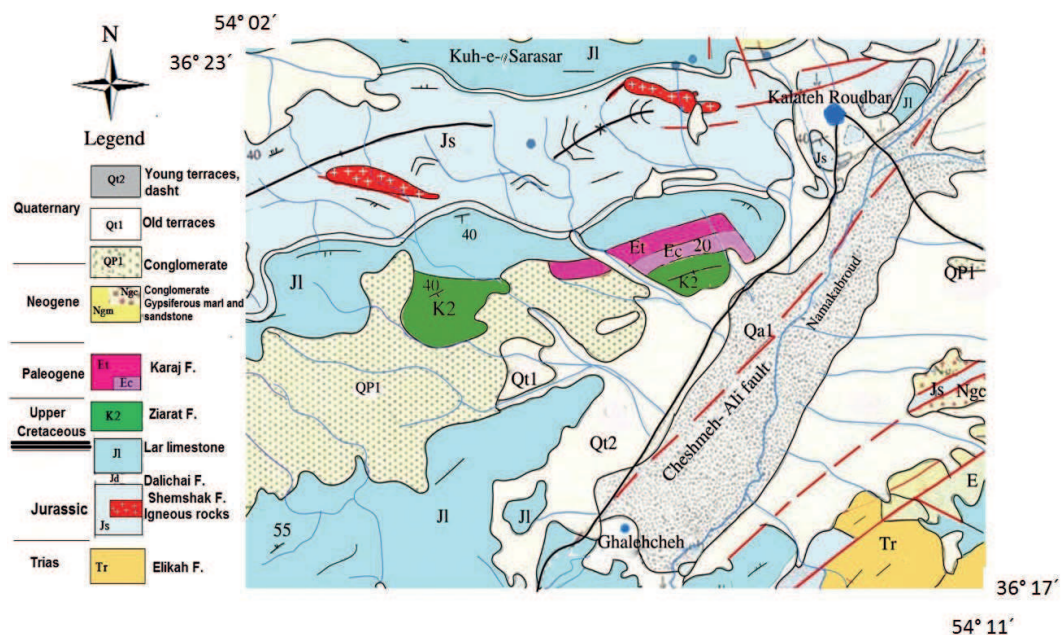 54° 02
36° 23´
N
Legend
Quaternary
Qt2 Young terraces, dasht
Qt1 Old terraces
QP1 Conglomerate
Neogene
Ngc Conglomerate
Ngm Gypsiferous marl and sandstone
Paleogene
Et Ec Karaj F.
Upper Cretaceous
K2 Ziarat F.
Jl Lar limestone
Jd Dalichai F.
Jurassic
Shemshak F.
Igneous rocks
Js
Trias
Tr Elikah F.
Kuh-e- Sarasar Jl
Kalateh Roudbar
Jl
40
Js
Js
40
40
Et Ec 20
K2
Jl
40
K2
QP1
Namakabroud
Qa1
QP1
Qt1
Js Ngc
Cheshmeh- Ali fault
Qt2
E
Jl
Jl
55
Ghalehcheh
Tr
36° 17´
54° 11´